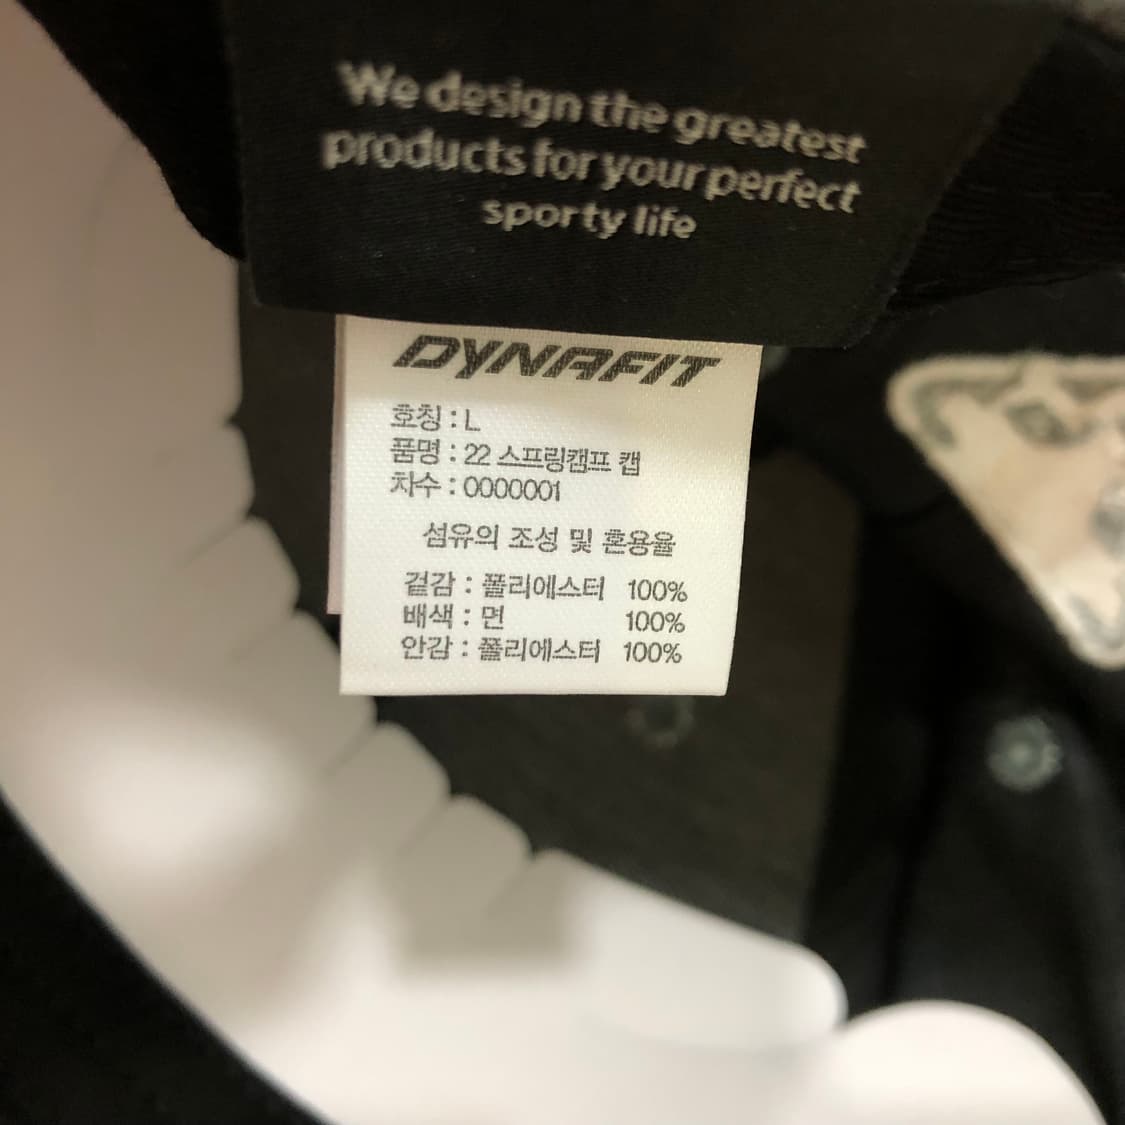 We design the greatest
products for your perfect
sporty life
DYNAFIT
호칭 : L
품명 : 22 스프링캠프 캡
차수 : 0000001
섬유의 조성 및 혼용율
겉감 : 폴리에스터 100%
배색 : 면 100%
안감 : 폴리에스터 100%